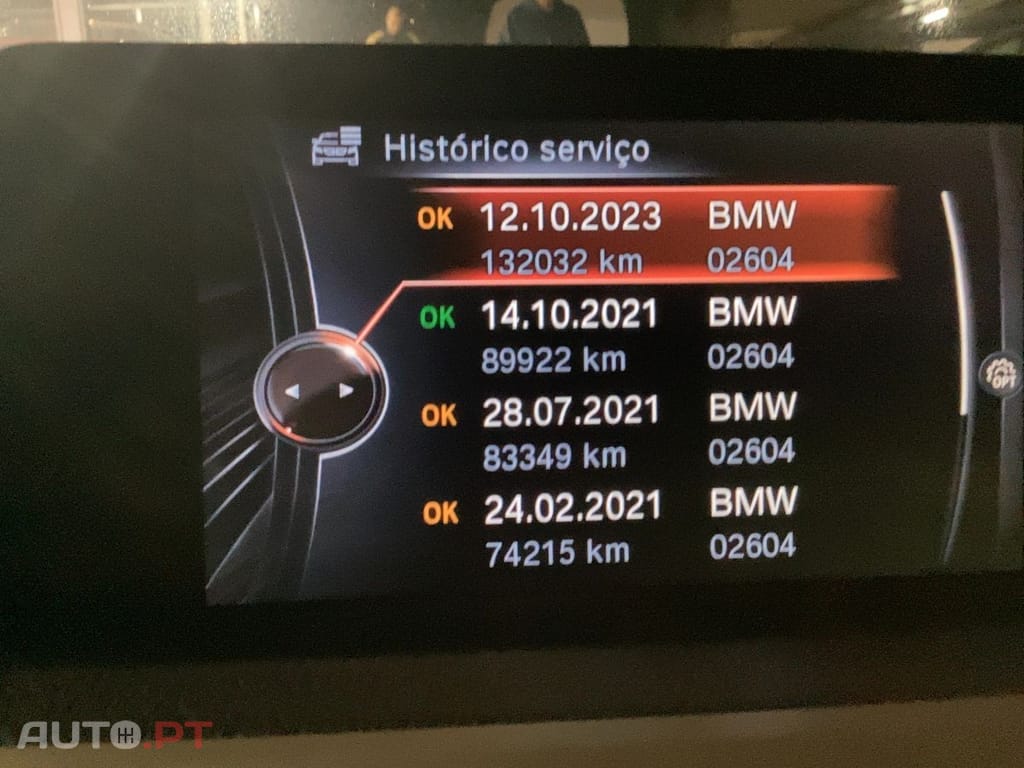 Histórico serviço
OK 12.10.2023 BMW
132032 km 02604
OK 14.10.2021 BMW
89922 km 02604
OK 28.07.2021 BMW
83349 km 02604
OK 24.02.2021 BMW
74215 km 02604
OPT
AUTO.PT